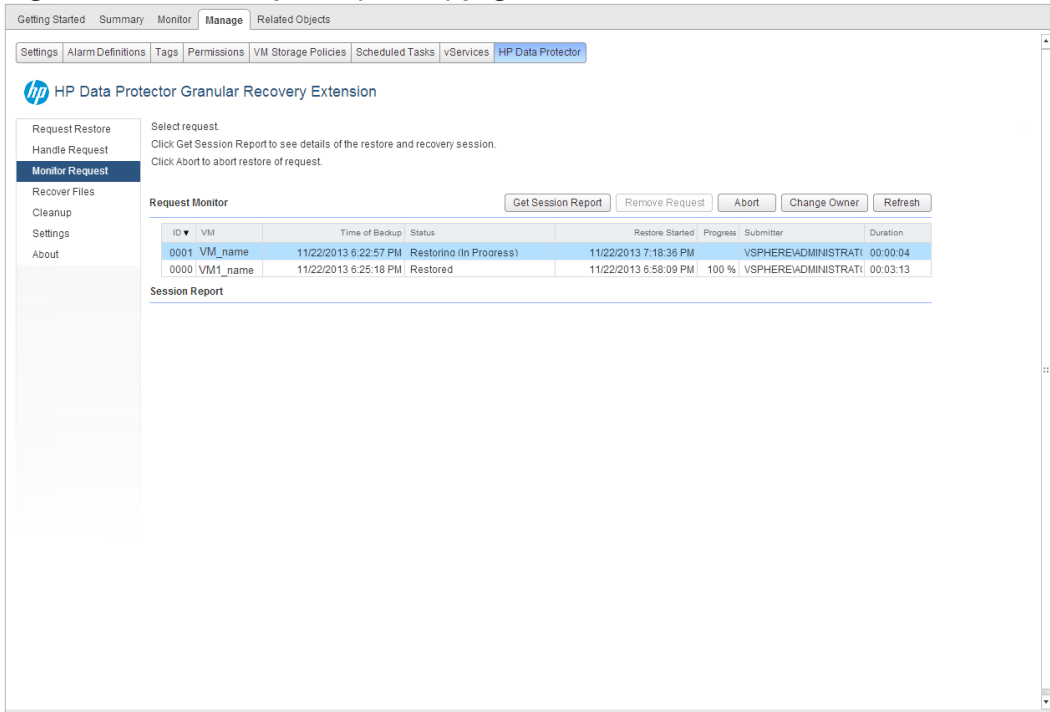 Getting Started Summary Monitor Manage Related Objects
Settings Alarm Definitions Tags Permissions VM Storage Policies Scheduled Tasks vServices HP Data Protector
hp HP Data Protector Granular Recovery Extension
Request Restore
Handle Request
Monitor Request
Recover Files
Cleanup
Settings
About
Select request.
Click Get Session Report to see details of the restore and recovery session.
Click Abort to abort restore of request.
Request Monitor Get Session Report Remove Request Abort Change Owner Refresh
ID VM Time of Backup Status Restore Started Progress Submitter Duration
0001 VM_name 11/22/2013 6:22:57 PM Restoring (In Progress) 11/22/2013 7:18:36 PM VSPHERE\ADMINISTRAT( 00:00:04
0000 VM1_name 11/22/2013 6:25:18 PM Restored 11/22/2013 6:58:09 PM 100 % VSPHERE\ADMINISTRAT( 00:03:13
Session Report